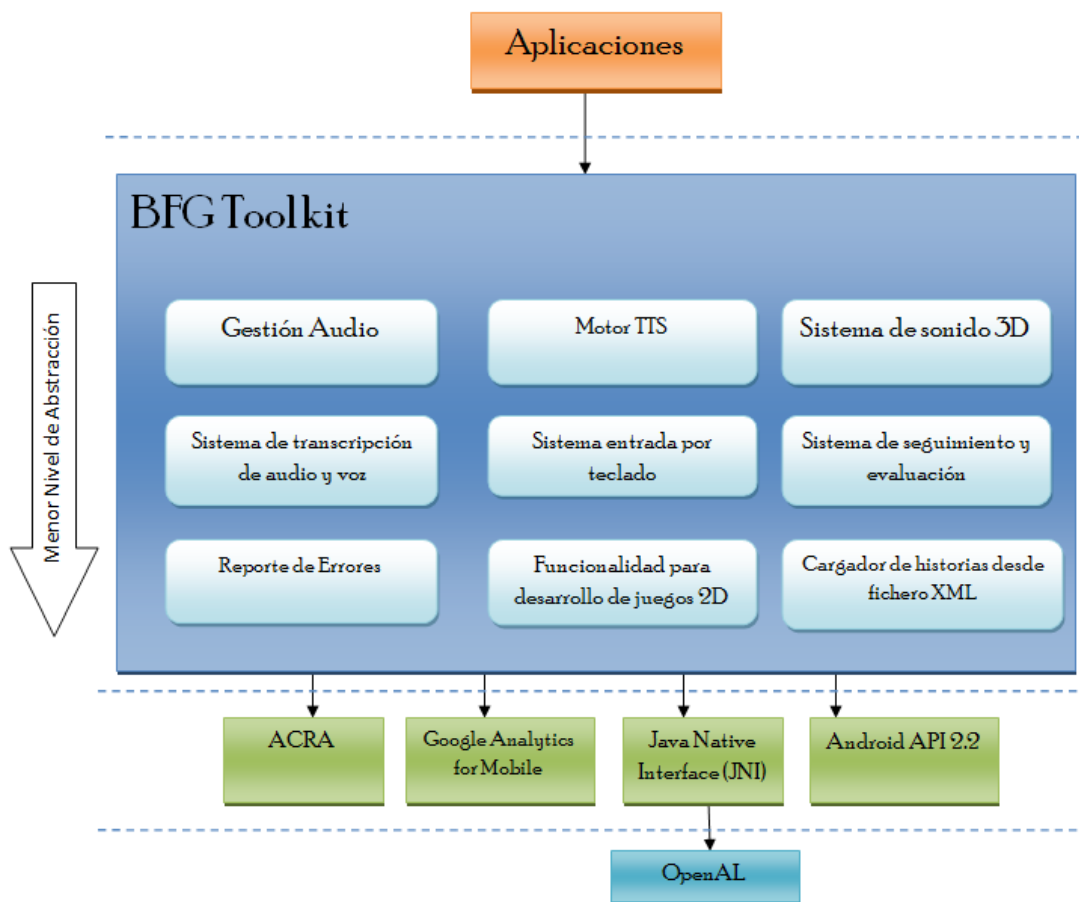 Aplicaciones
BFG Toolkit
Menor Nivel de Abstracción
Gestión Audio
Motor TTS
Sistema de sonido 3D
Sistema de transcripción
de audio y voz
Sistema entrada por
teclado
Sistema de seguimiento y
evaluación
Reporte de Errores
Funcionalidad para
desarrollo de juegos 2D
Cargador de historias desde
fichero XML
ACRA
Google Analytics
for Mobile
Java Native
Interface (JNI)
Android API 2.2
OpenAL